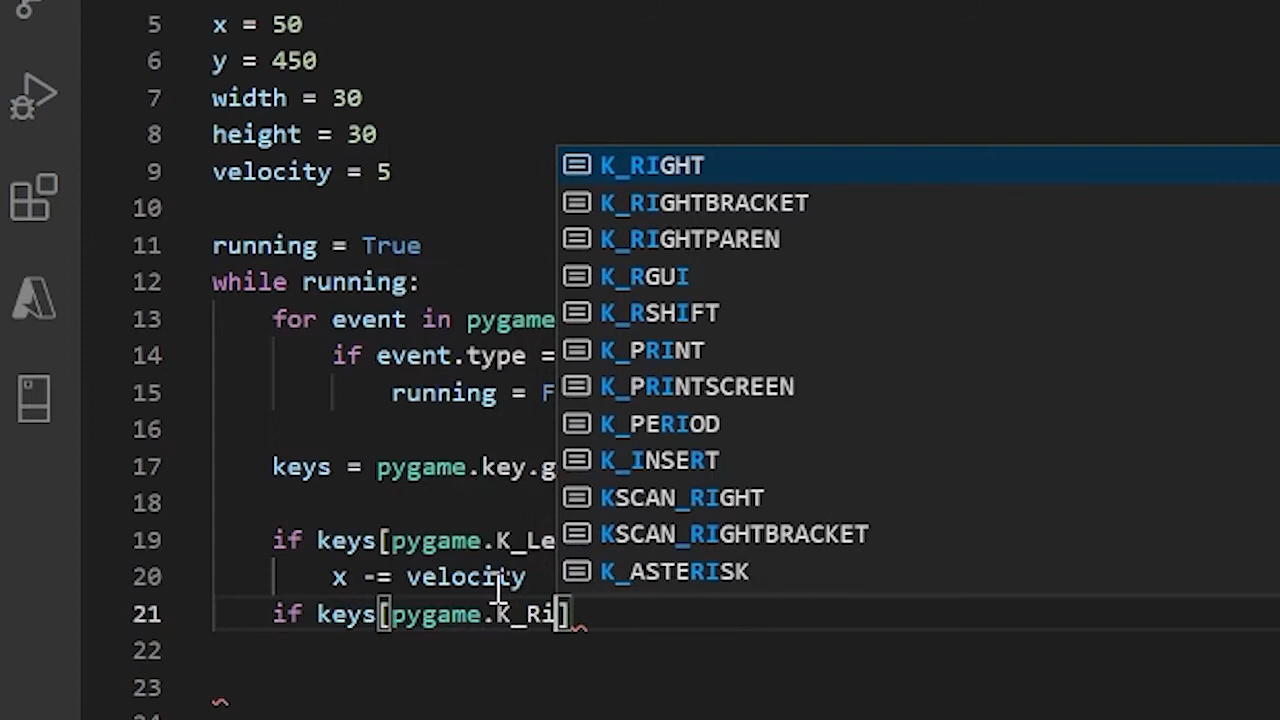 5 x = 50
6 y = 450
7 width = 30
8 height = 30
9 velocity = 5
10
11 running = True
12 while running:
13 for event in pygame
14 if event.type =
15 running = F
16
17 keys = pygame.key.g
18
19 if keys[pygame.K_Le
20 x -= velocity
21 if keys[pygame.K_Ri]
22
23
K_RIGHT
K_RIGHTBRACKET
K_RIGHTPAREN
K_RGUI
K_RSHIFT
K_PRINT
K_PRINTSCREEN
K_PERIOD
K_INSERT
KSCAN_RIGHT
KSCAN_RIGHTBRACKET
K_ASTERISK